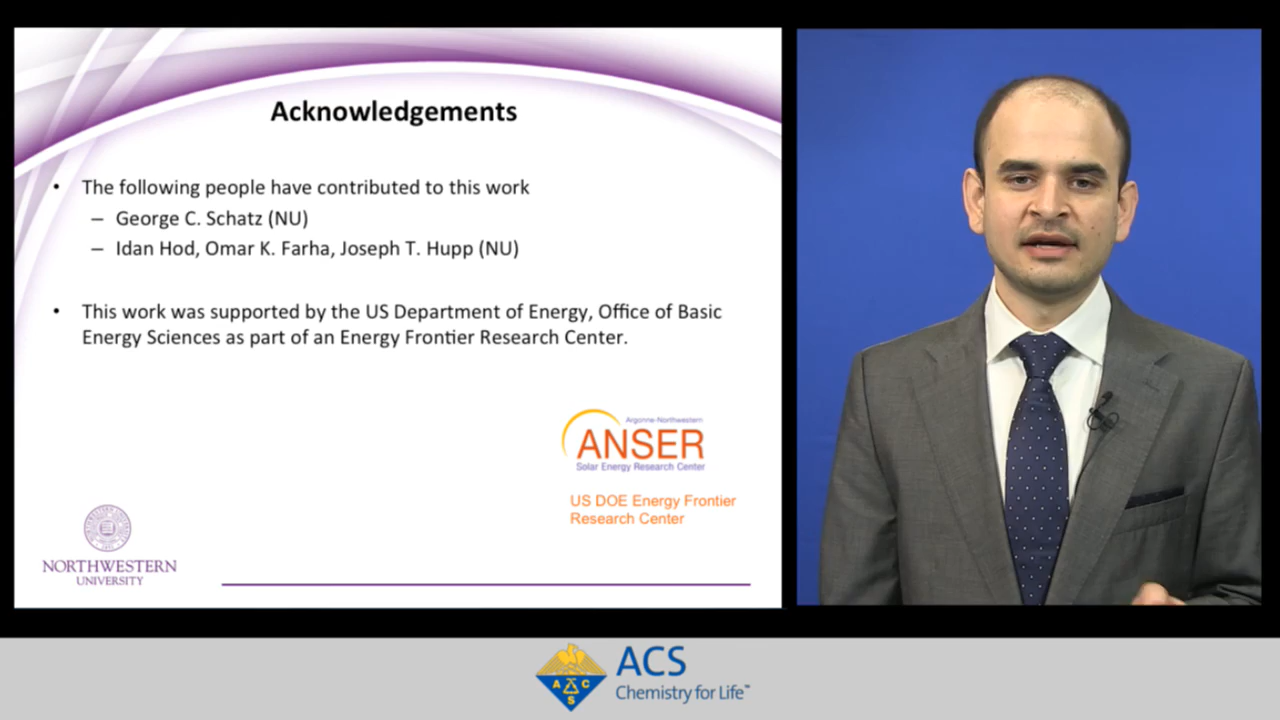 Acknowledgements
• The following people have contributed to this work
– George C. Schatz (NU)
– Idan Hod, Omar K. Farha, Joseph T. Hupp (NU)
• This work was supported by the US Department of Energy, Office of Basic
Energy Sciences as part of an Energy Frontier Research Center.
Argonne-Northwestern
ANSER
Solar Energy Research Center
US DOE Energy Frontier
Research Center
NORTHWESTERN
UNIVERSITY
A C
S
ACS
Chemistry for Life™